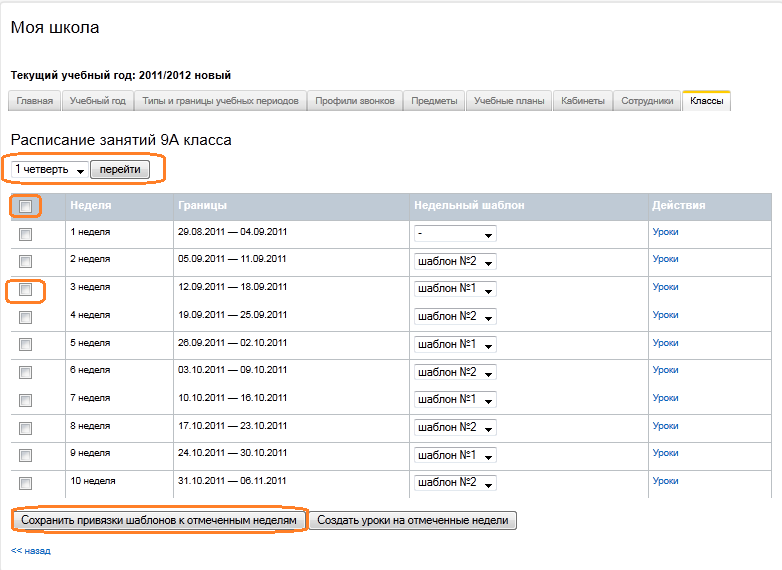 Моя школа
Текущий учебный год: 2011/2012 новый
Главная Учебный год Типы и границы учебных периодов Профили звонков Предметы Учебные планы Кабинеты Сотрудники Классы
Расписание занятий 9А класса
1 четверть перейти
Неделя Границы Недельный шаблон Действия
1 неделя 29.08.2011 — 04.09.2011 - Уроки
2 неделя 05.09.2011 — 11.09.2011 шаблон №2 Уроки
3 неделя 12.09.2011 — 18.09.2011 шаблон №1 Уроки
4 неделя 19.09.2011 — 25.09.2011 шаблон №2 Уроки
5 неделя 26.09.2011 — 02.10.2011 шаблон №1 Уроки
6 неделя 03.10.2011 — 09.10.2011 шаблон №2 Уроки
7 неделя 10.10.2011 — 16.10.2011 шаблон №1 Уроки
8 неделя 17.10.2011 — 23.10.2011 шаблон №2 Уроки
9 неделя 24.10.2011 — 30.10.2011 шаблон №1 Уроки
10 неделя 31.10.2011 — 06.11.2011 шаблон №2 Уроки
Сохранить привязки шаблонов к отмеченным неделям Создать уроки на отмеченные недели
<< назад